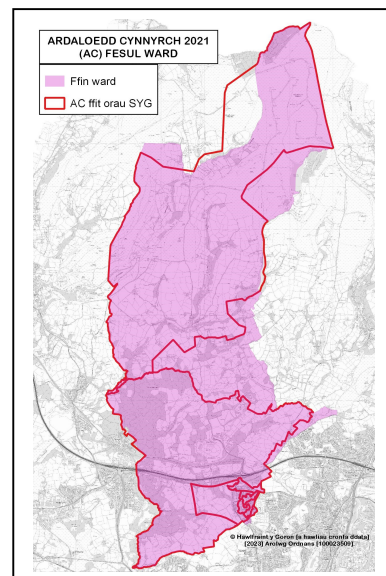 ARDALOEDD CYNNYRCH 2021
(AC) FESUL WARD
Ffin ward
AC ffit orau SYG
© Hawlfraint y Goron [a hawliau cronfa ddata]
[2023] Arolwg Ordnans [100023509]